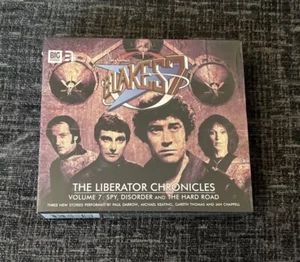 BIG
BLAKE'S 7
THE LIBERATOR CHRONICLES
VOLUME 7: SPY, DISORDER AND THE HARD ROAD
THREE NEW STORIES PERFORMED BY PAUL DARROW, MICHAEL KEATING, GARETH THOMAS AND JAN CHAPPELL